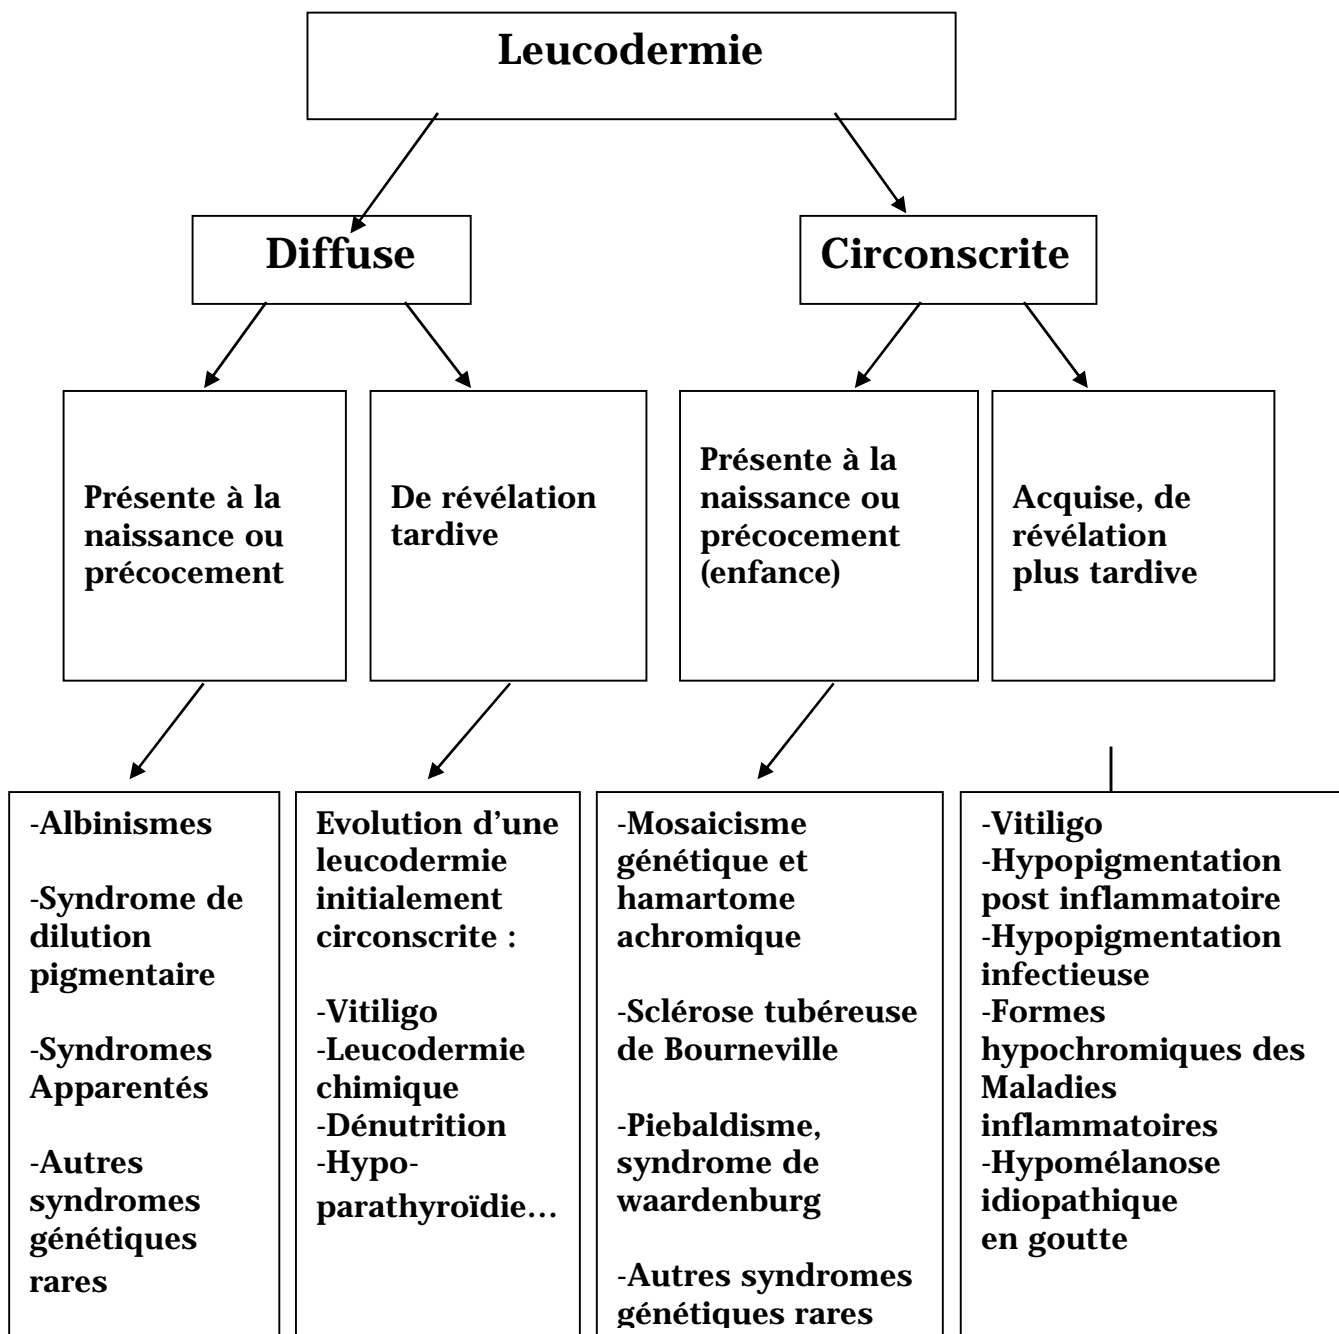 Leucodermie
Diffuse
Circonscrite
Présente à la
naissance ou
précocement
De révélation
tardive
Présente à la
naissance ou
précocement
(enfance)
Acquise, de
révélation
plus tardive
-Albinismes
-Syndrome de
dilution
pigmentaire
-Syndromes
Apparentés
-Autres
syndromes
génétiques
rares
Evolution d’une
leucodermie
initialement
circonscrite :
-Vitiligo
-Leucodermie
chimique
-Dénutrition
-Hypo-
parathyroïdie…
-Mosaicisme
génétique et
hamartome
achromique
-Sclérose tubéreuse
de Bourneville
-Piebaldisme,
syndrome de
waardenburg
-Autres syndromes
génétiques rares
-Vitiligo
-Hypopigmentation
post inflammatoire
-Hypopigmentation
infectieuse
-Formes
hypochromiques des
Maladies
inflammatoires
-Hypomélanose
idiopathique
en goutte